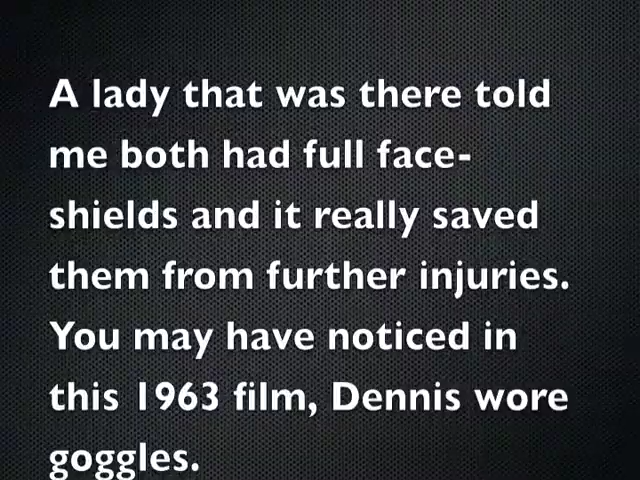 A lady that was there told
me both had full face-
shields and it really saved
them from further injuries.
You may have noticed in
this 1963 film, Dennis wore
goggles.